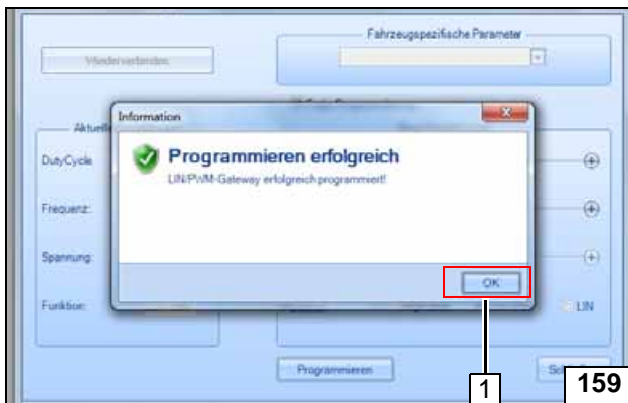 Fahrzeugspezifische Parameter
Wiederverbinden
Information
Programmieren erfolgreich
LIN/PWM-Gateway erfolgreich programmiert!
DutyCycle
Frequenz:
Spannung:
OK
Funktion:
LIN
Programmieren
1
159